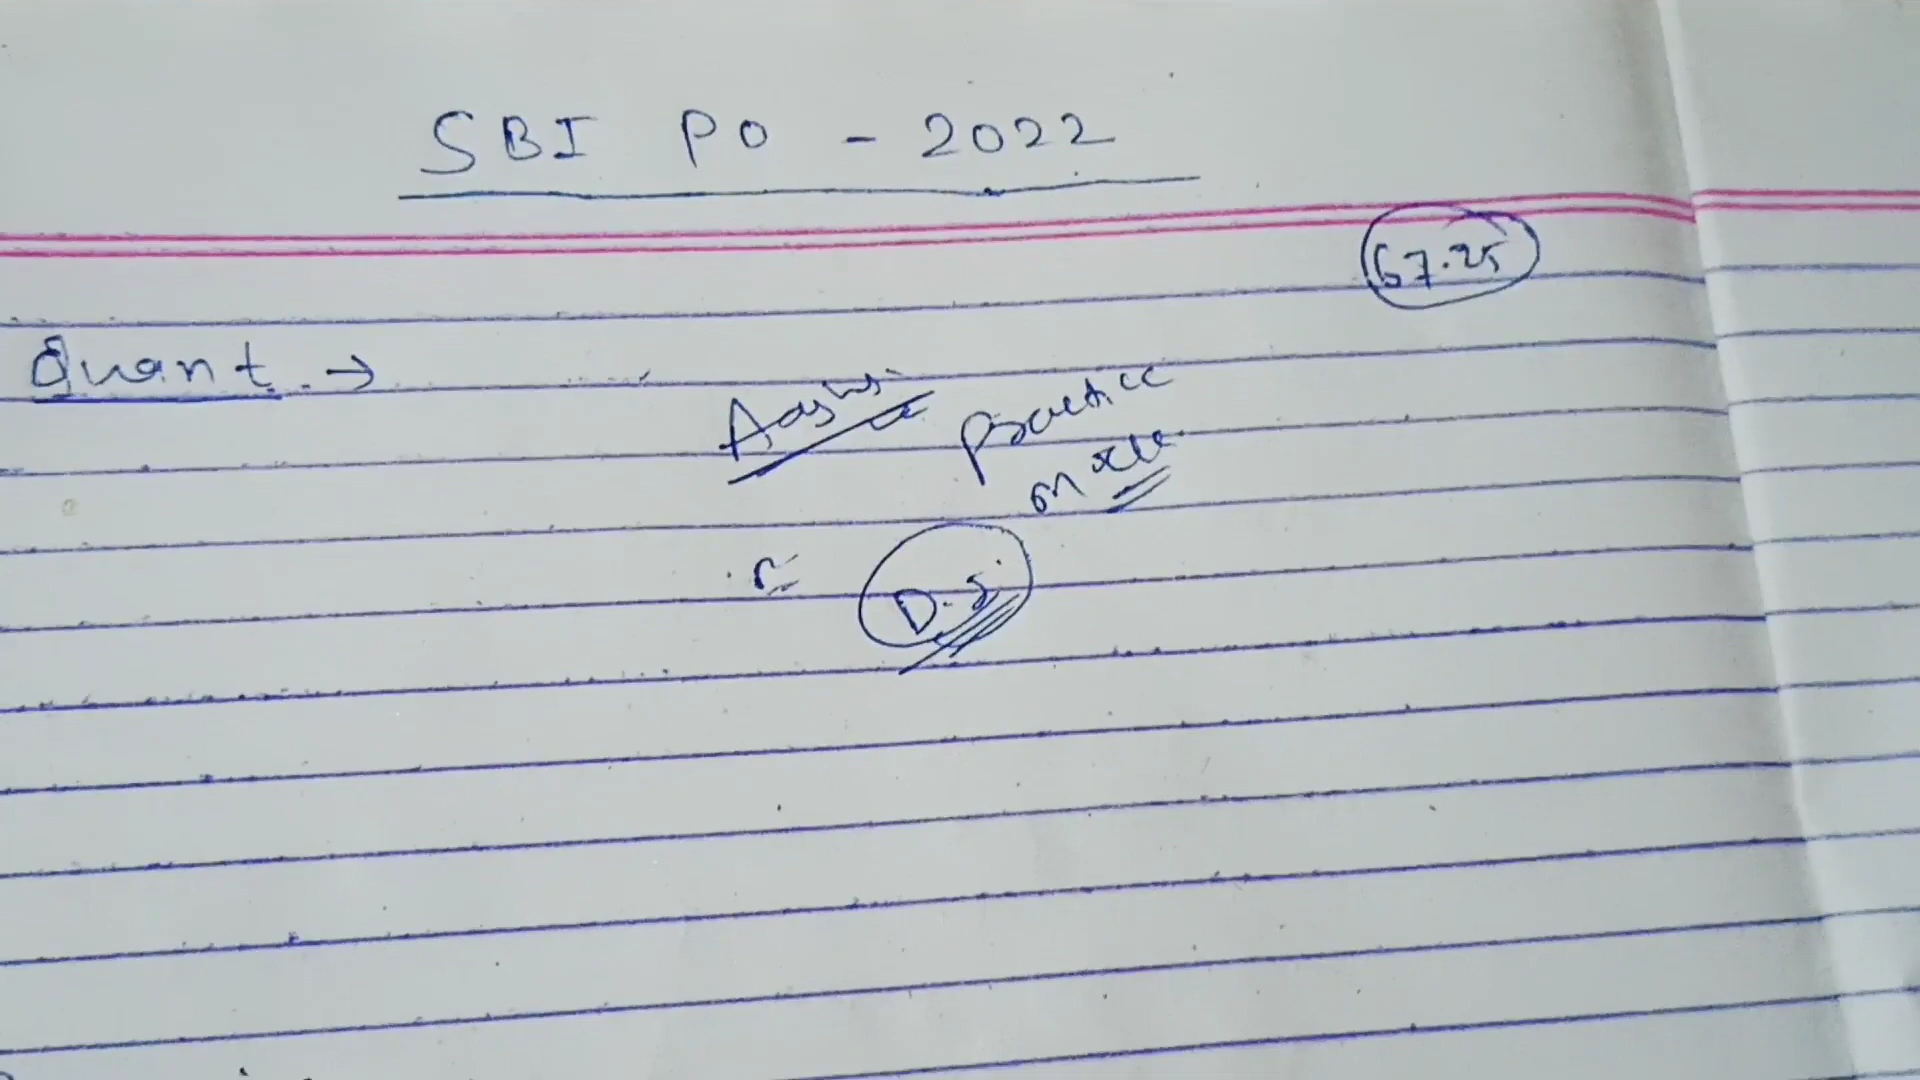 SBI PO - 2022
67.25
Quant →
Practice
D.I.